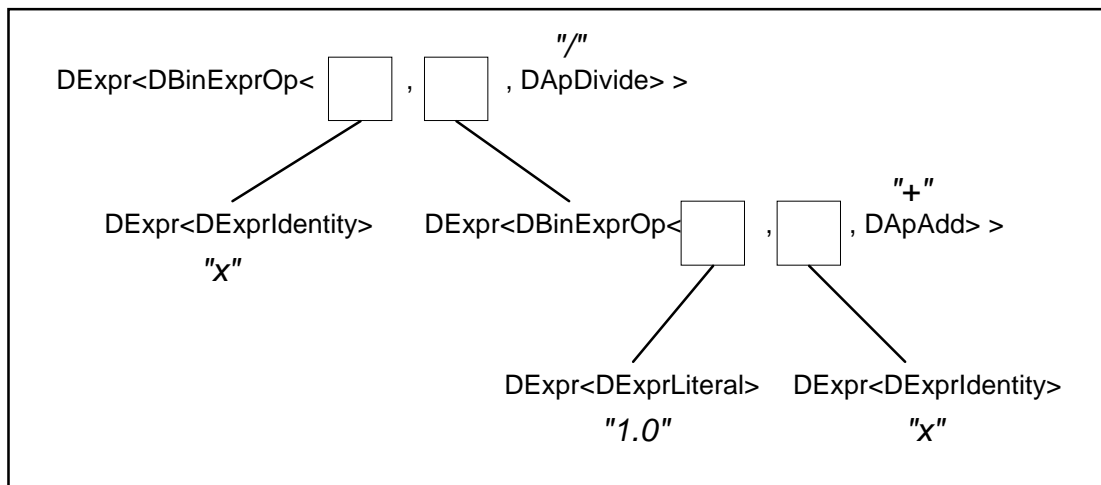 "/"
DExpr<DBinExprOp< , , DApDivide> >
"+"
DExpr<DExprIdentity> DExpr<DBinExprOp< , , DApAdd> >
"x"
DExpr<DExprLiteral> DExpr<DExprIdentity>
"1.0" "x"